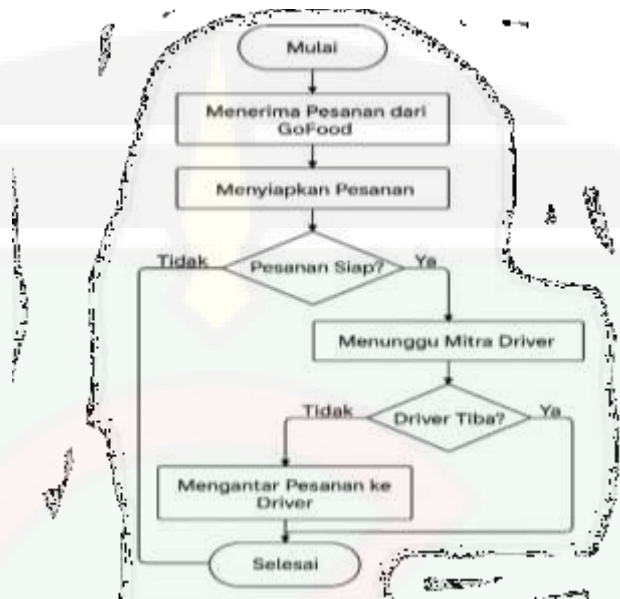 Mulai
Menerima Pesanan dari
GoFood
Menyiapkan Pesanan
Tidak
Pesanan Siap?
Ya
Menunggu Mitra Driver
Tidak
Driver Tiba?
Ya
Mengantar Pesanan ke
Driver
Selesai